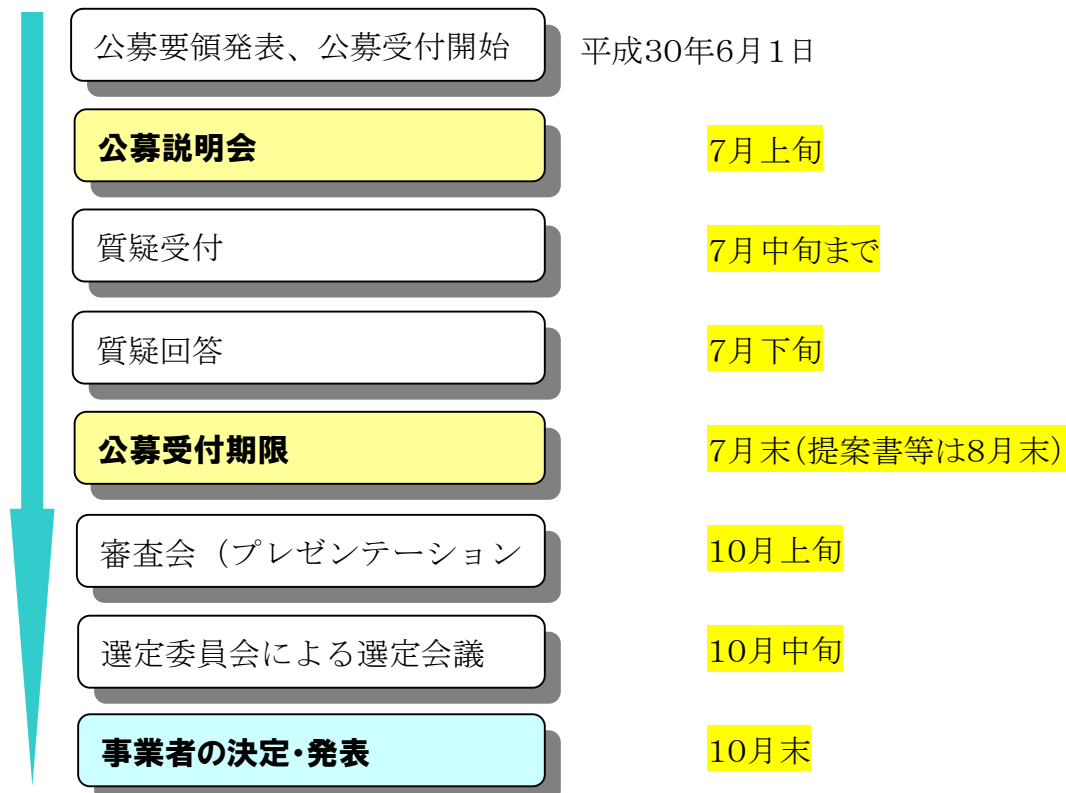 公募要領発表、公募受付開始 平成30年6月1日
公募説明会 7月上旬
質疑受付 7月中旬まで
質疑回答 7月下旬
公募受付期限 7月末(提案書等は8月末)
審査会（プレゼンテーション 10月上旬
選定委員会による選定会議 10月中旬
事業者の決定・発表 10月末